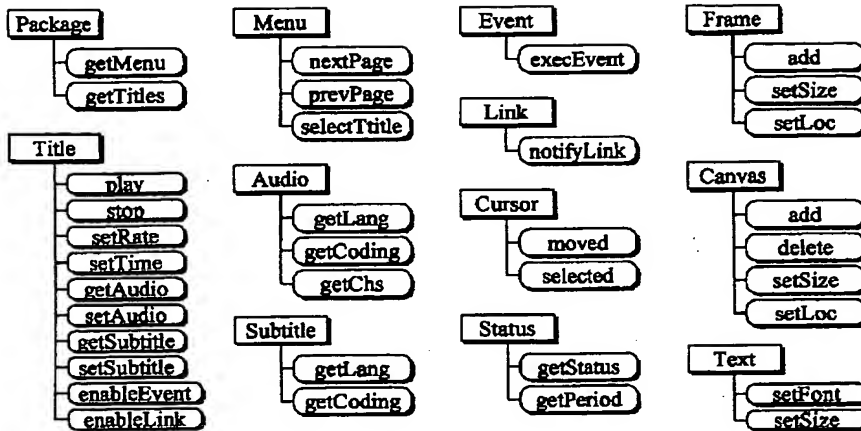 Package
getMenu
getTitles
Title
play
stop
setRate
setTime
getAudio
setAudio
getSubtitle
setSubtitle
enableEvent
enableLink
Menu
nextPage
prevPage
selectTtitle
Audio
getLang
getCoding
getChs
Subtitle
getLang
getCoding
Event
execEvent
Link
notifyLink
Cursor
moved
selected
Status
getStatus
getPeriod
Frame
add
setSize
setLoc
Canvas
add
delete
setSize
setLoc
Text
setFont
setSize